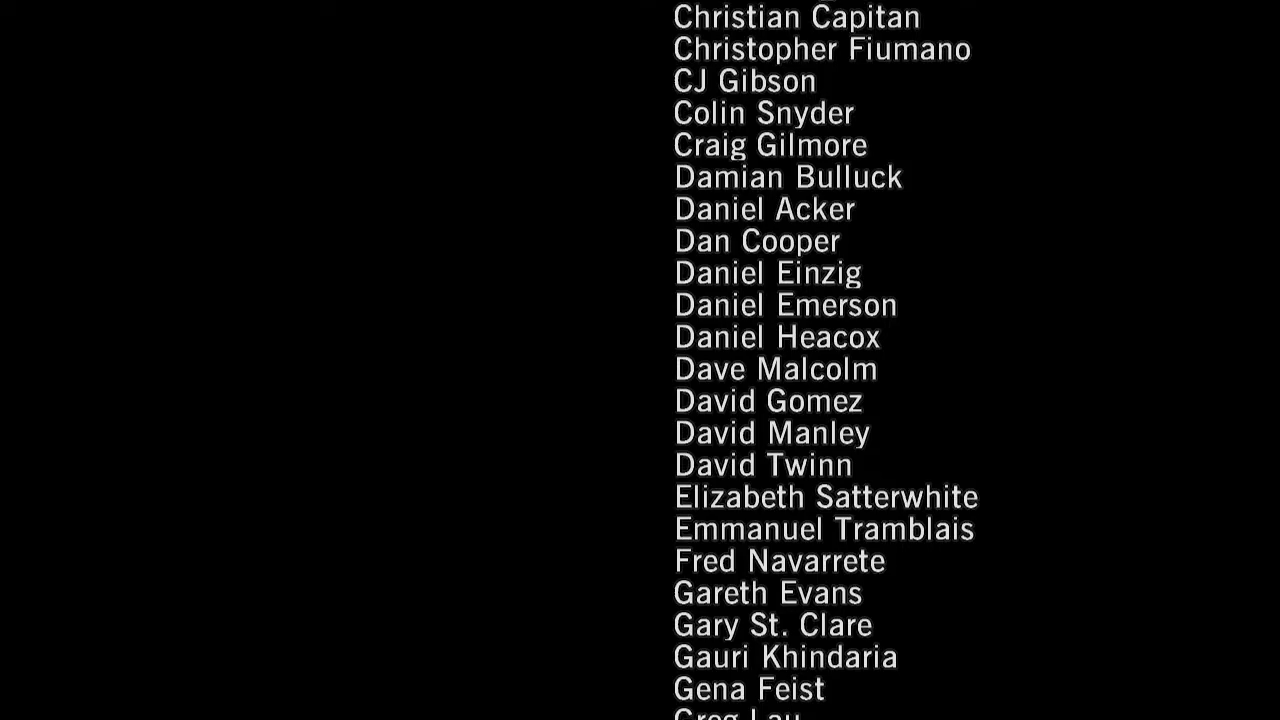 Christian Capitan
Christopher Fiumano
CJ Gibson
Colin Snyder
Craig Gilmore
Damian Bulluck
Daniel Acker
Dan Cooper
Daniel Einzig
Daniel Emerson
Daniel Heacox
Dave Malcolm
David Gomez
David Manley
David Twinn
Elizabeth Satterwhite
Emmanuel Tramblais
Fred Navarrete
Gareth Evans
Gary St. Clare
Gauri Khindaria
Gena Feist
Greg Lau